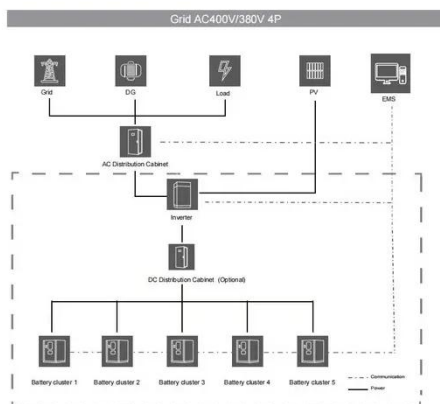 Grid AC400V/380V 4P
Grid
DG
Load
PV
EMS
AC Distribution Cabinet
Inverter
DC Distribution Cabinet (Optional)
Battery cluster 1
Battery cluster 2
Battery cluster 3
Battery cluster 4
Battery cluster 5
Communication
Power